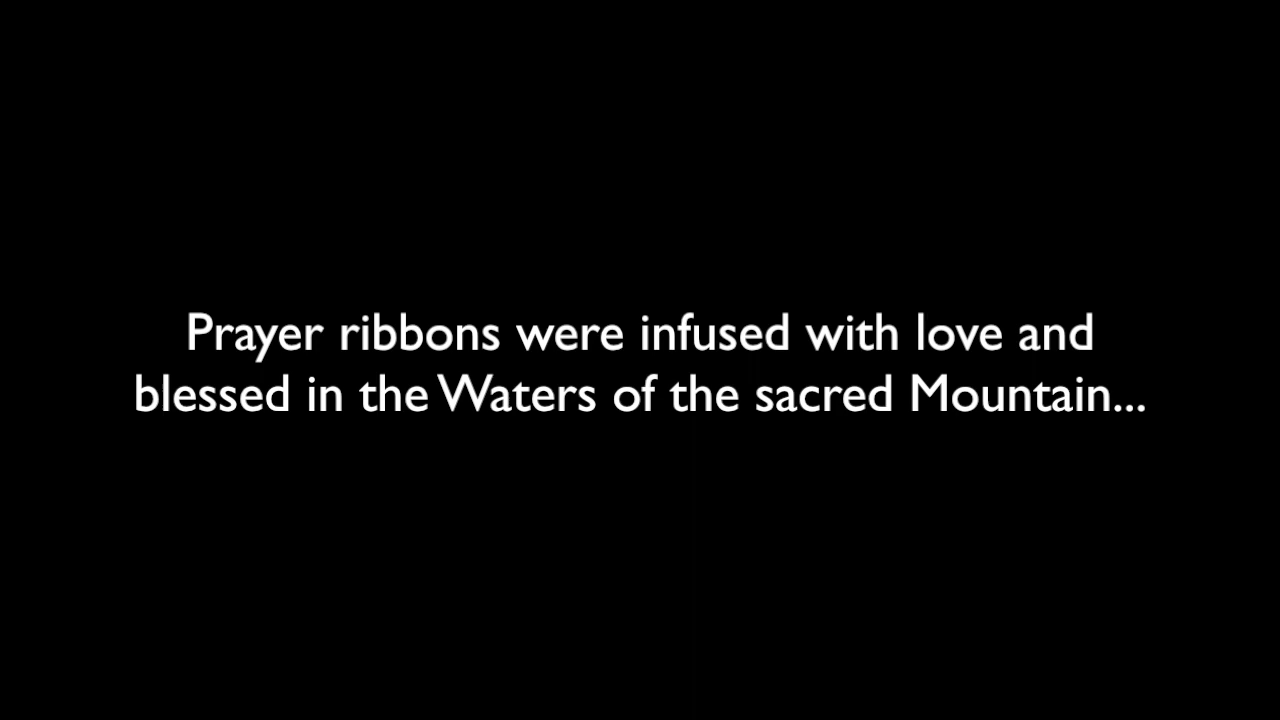 Prayer ribbons were infused with love and
blessed in the Waters of the sacred Mountain...